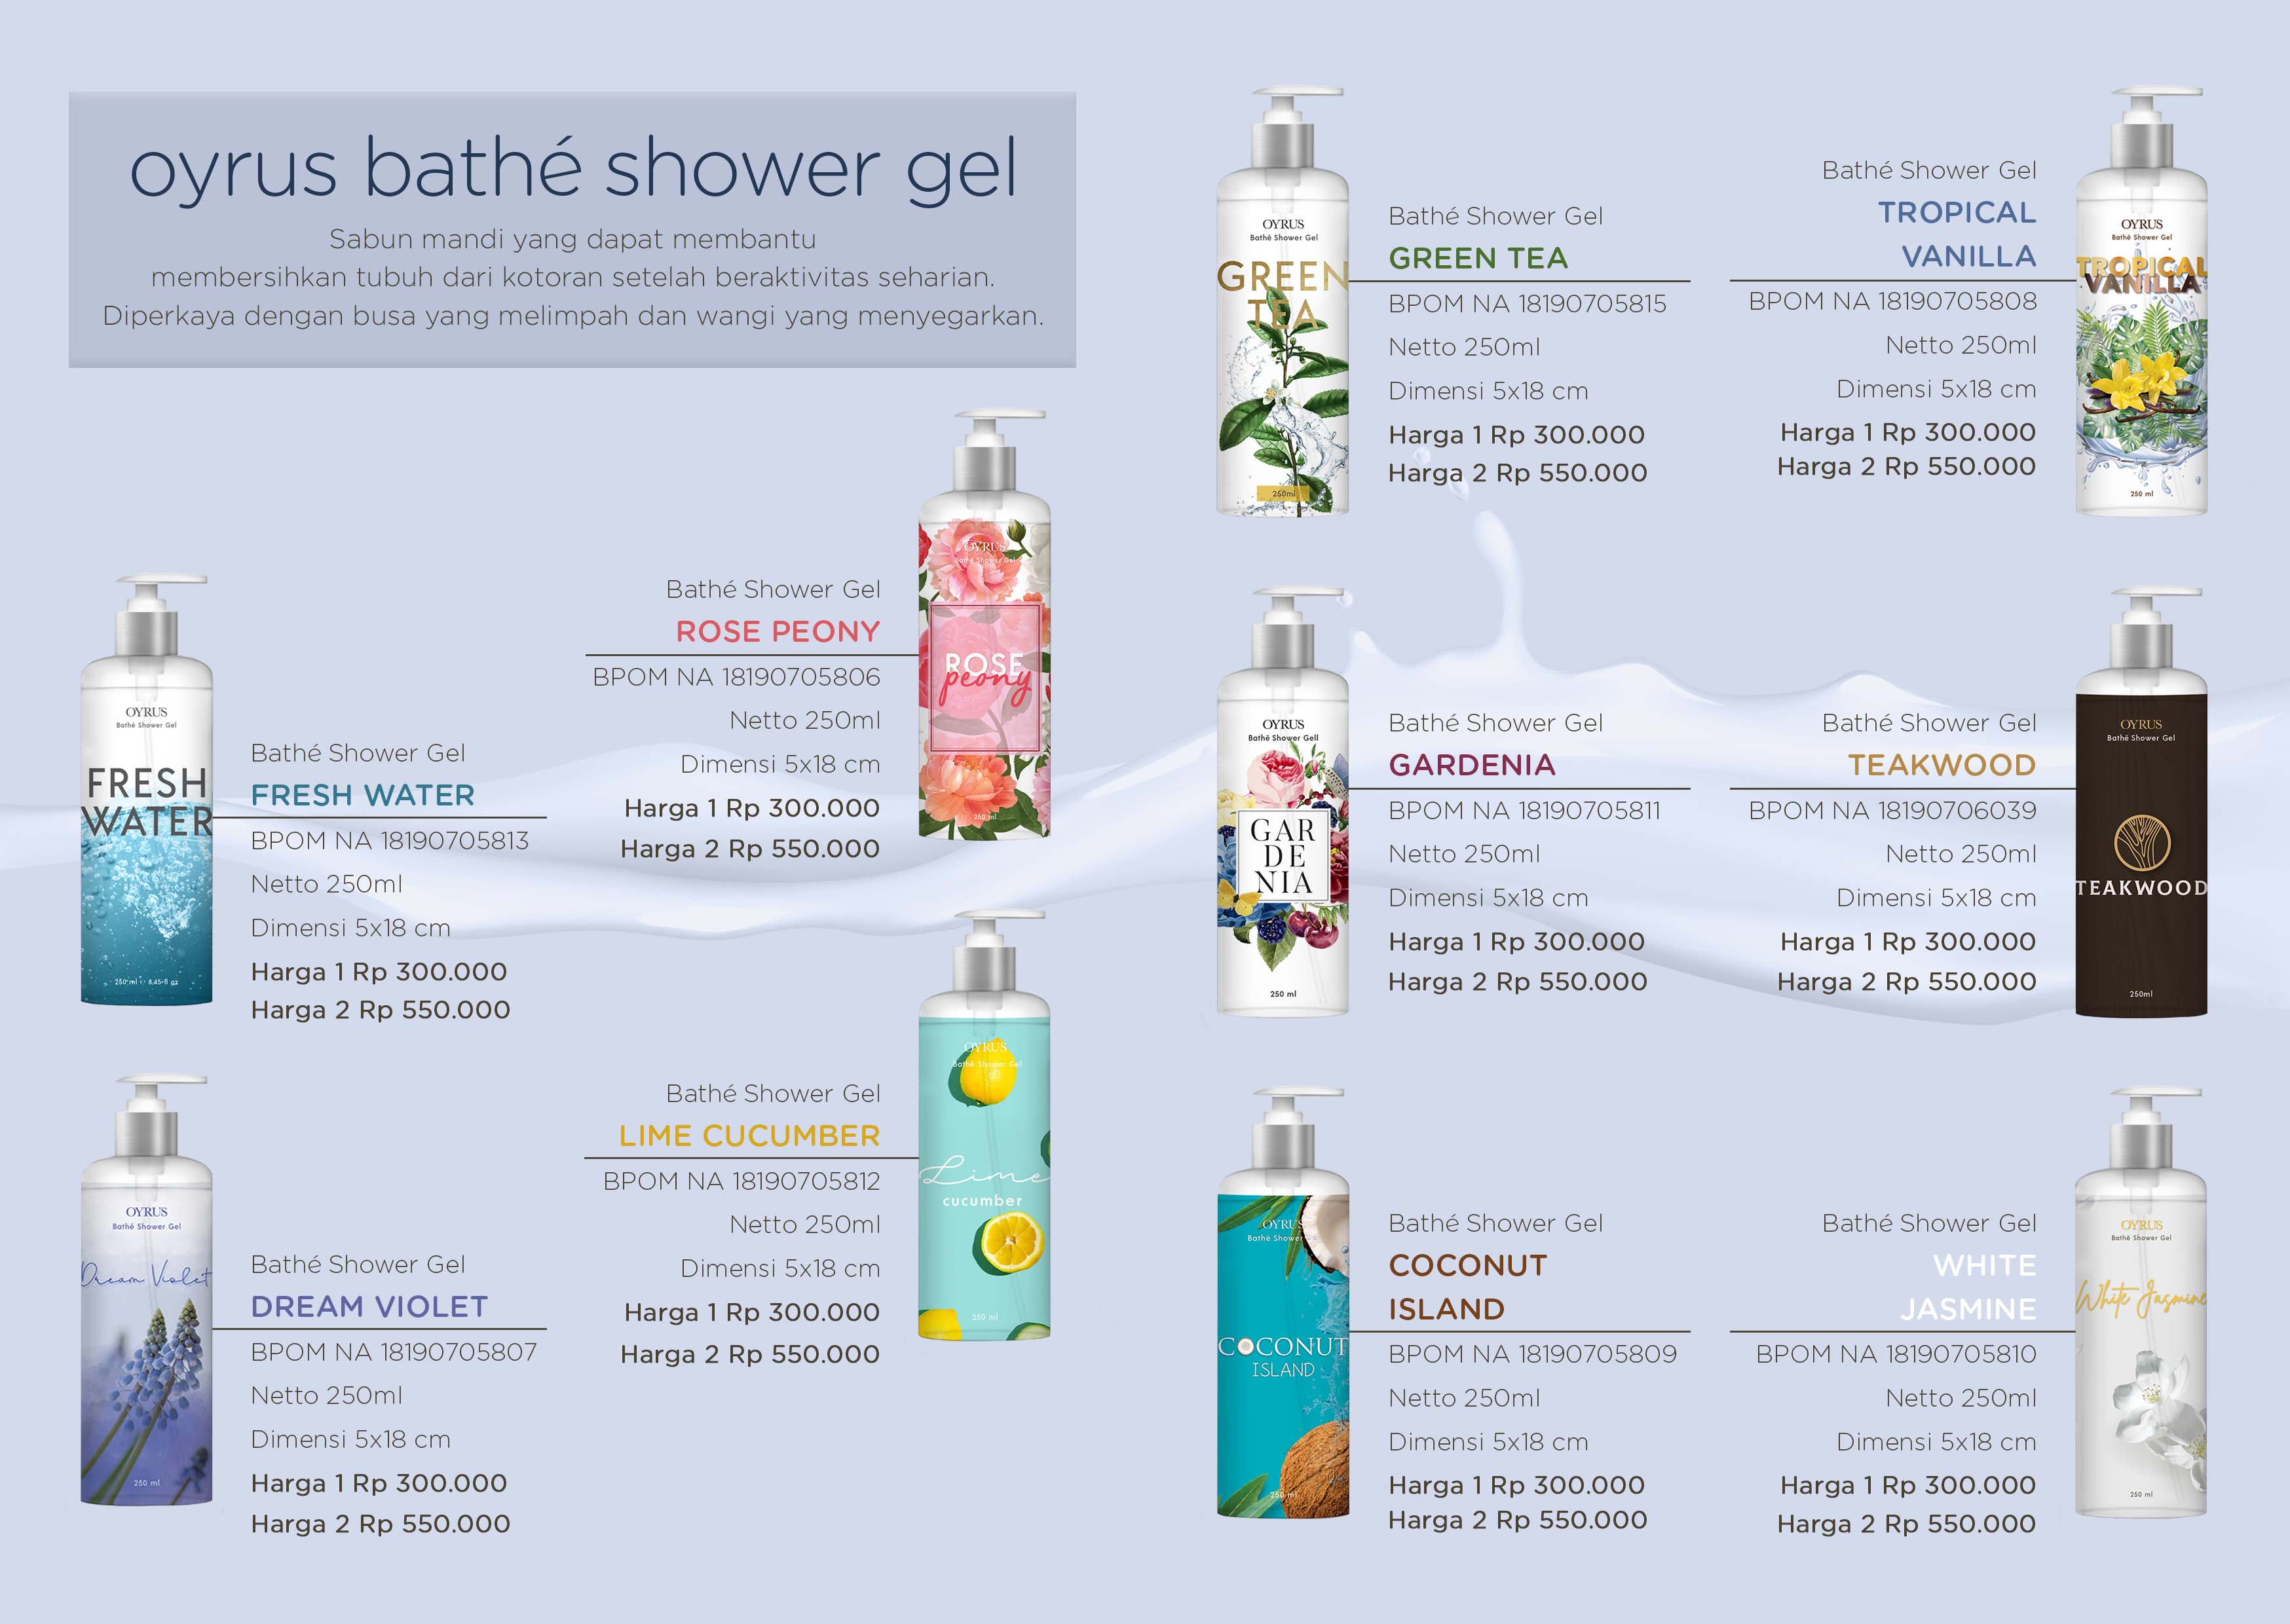 oyrus bathé shower gel
Sabun mandi yang dapat membantu
membersihkan tubuh dari kotoran setelah beraktivitas seharian.
Diperkaya dengan busa yang melimpah dan wangi yang menyegarkan.
OYRUS
Bathé Shower Gel
ROSE
peony
250 ml
Bathé Shower Gel
ROSE PEONY
BPOM NA 18190705806
Netto 250ml
Dimensi 5x18 cm
Harga 1 Rp 300.000
Harga 2 Rp 550.000
OYRUS
Bathé Shower Gel
FRESH
WATER
250 ml · 8,45 fl oz
Bathé Shower Gel
FRESH WATER
BPOM NA 18190705813
Netto 250ml
Dimensi 5x18 cm
Harga 1 Rp 300.000
Harga 2 Rp 550.000
OYRUS
Bathé Shower Gel
Lime
cucumber
250 ml
Bathé Shower Gel
LIME CUCUMBER
BPOM NA 18190705812
Netto 250ml
Dimensi 5x18 cm
Harga 1 Rp 300.000
Harga 2 Rp 550.000
OYRUS
Bathé Shower Gel
Dream Violet
250 ml
Bathé Shower Gel
DREAM VIOLET
BPOM NA 18190705807
Netto 250ml
Dimensi 5x18 cm
Harga 1 Rp 300.000
Harga 2 Rp 550.000
OYRUS
Bathé Shower Gel
GREEN
TEA
250ml
Bathé Shower Gel
GREEN TEA
BPOM NA 18190705815
Netto 250ml
Dimensi 5x18 cm
Harga 1 Rp 300.000
Harga 2 Rp 550.000
Bathé Shower Gel
TROPICAL
VANILLA
BPOM NA 18190705808
Netto 250ml
Dimensi 5x18 cm
Harga 1 Rp 300.000
Harga 2 Rp 550.000
OYRUS
Bathé Shower Gel
TROPICAL
VANILLA
250 ml
OYRUS
Bathé Shower Gell
GAR
DE
NIA
250 ml
Bathé Shower Gel
GARDENIA
BPOM NA 18190705811
Netto 250ml
Dimensi 5x18 cm
Harga 1 Rp 300.000
Harga 2 Rp 550.000
Bathé Shower Gel
TEAKWOOD
BPOM NA 18190706039
Netto 250ml
Dimensi 5x18 cm
Harga 1 Rp 300.000
Harga 2 Rp 550.000
OYRUS
Bathé Shower Gel
TEAKWOOD
250ml
OYRUS
Bathé Shower
COCONUT
ISLAND
250 ml
Bathé Shower Gel
COCONUT
ISLAND
BPOM NA 18190705809
Netto 250ml
Dimensi 5x18 cm
Harga 1 Rp 300.000
Harga 2 Rp 550.000
Bathé Shower Gel
WHITE
JASMINE
BPOM NA 18190705810
Netto 250ml
Dimensi 5x18 cm
Harga 1 Rp 300.000
Harga 2 Rp 550.000
OYRUS
Bathé Shower Gel
White Jasmine
250 ml